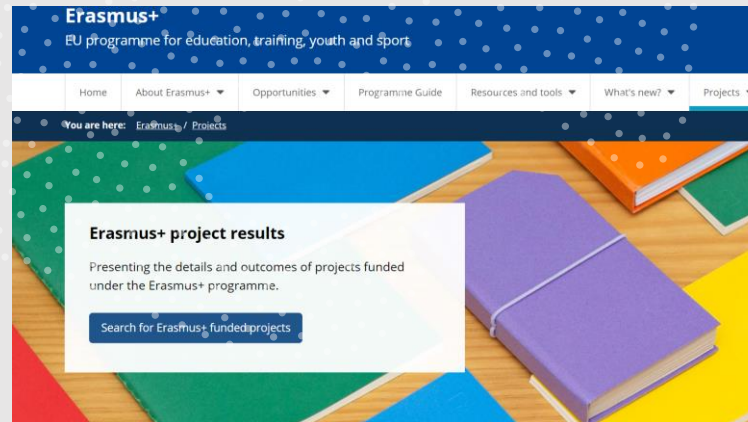 Erasmus+
EU programme for education, training, youth and sport
Home About Erasmus+ Opportunities Programme Guide Resources and tools What's new? Projects
You are here: Erasmus+ / Projects
Erasmus+ project results
Presenting the details and outcomes of projects funded
under the Erasmus+ programme.
Search for Erasmus+ funded projects